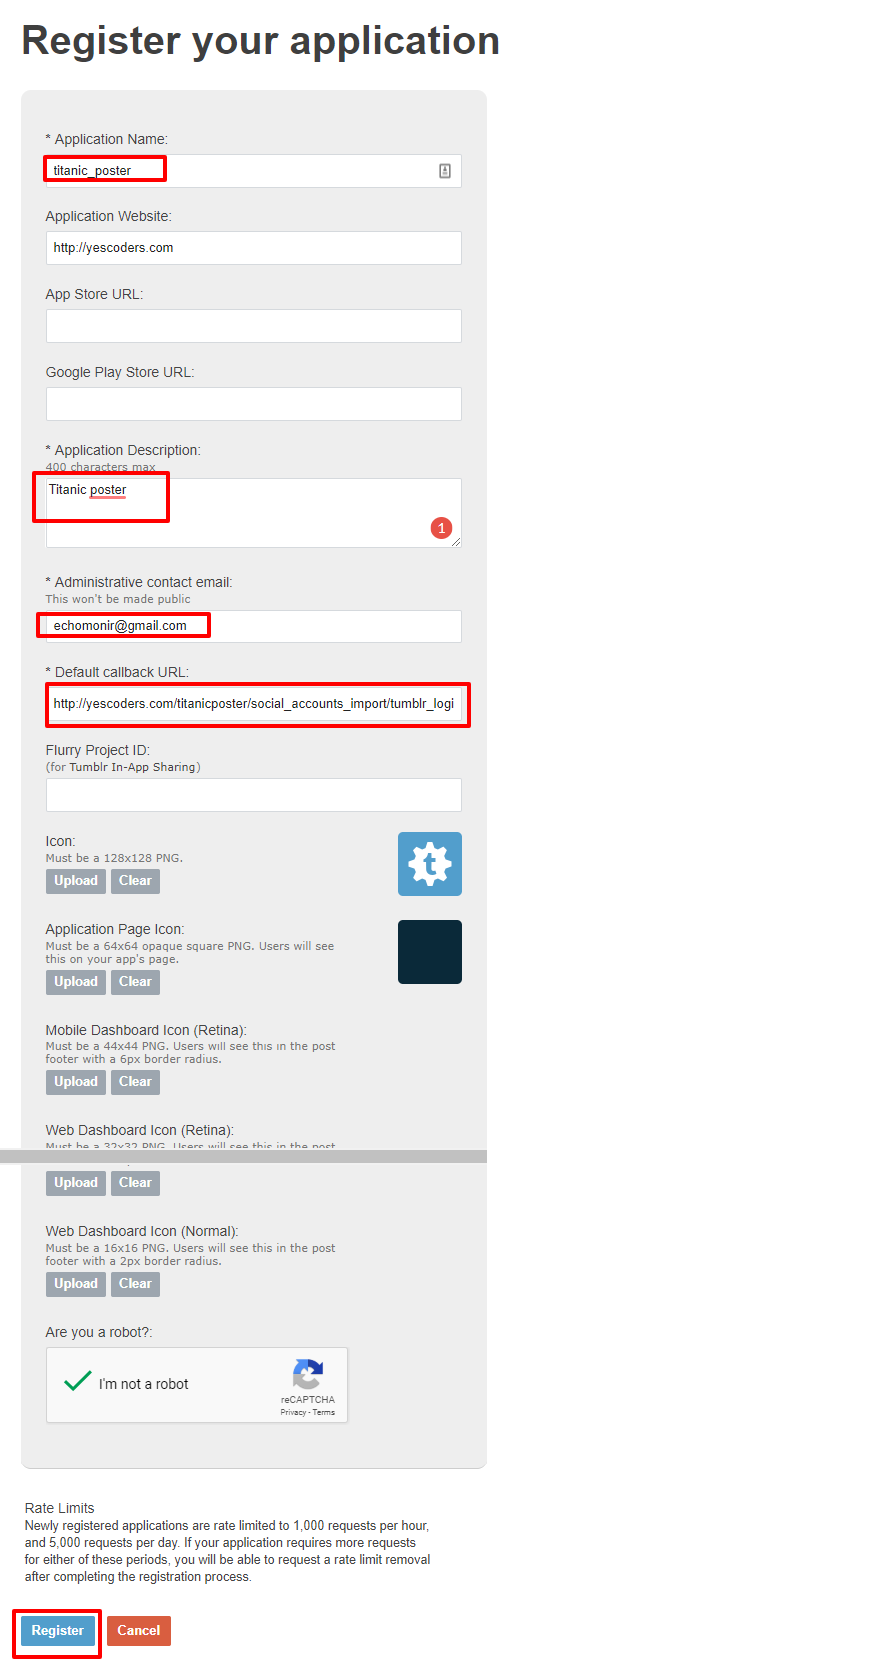 Register your application
* Application Name:
titanic_poster
Application Website:
http://yescoders.com
App Store URL:
Google Play Store URL:
* Application Description:
400 characters max
Titanic poster
1
* Administrative contact email:
This won't be made public
echomonir@gmail.com
* Default callback URL:
http://yescoders.com/titanicposter/social_accounts_import/tumblr_logi
Flurry Project ID:
(for Tumblr In-App Sharing)
Icon:
Must be a 128x128 PNG.
Upload Clear
t
Application Page Icon:
Must be a 64x64 opaque square PNG. Users will see
this on your app's page.
Upload Clear
Mobile Dashboard Icon (Retina):
Must be a 44x44 PNG. Users will see this in the post
footer with a 6px border radius.
Upload Clear
Web Dashboard Icon (Retina):
Must be a 32x32 PNG. Users will see this in the post
Upload Clear
Web Dashboard Icon (Normal):
Must be a 16x16 PNG. Users will see this in the post
footer with a 2px border radius.
Upload Clear
Are you a robot?:
I'm not a robot
reCAPTCHA
Privacy - Terms
Rate Limits
Newly registered applications are rate limited to 1,000 requests per hour,
and 5,000 requests per day. If your application requires more requests
for either of these periods, you will be able to request a rate limit removal
after completing the registration process.
Register Cancel